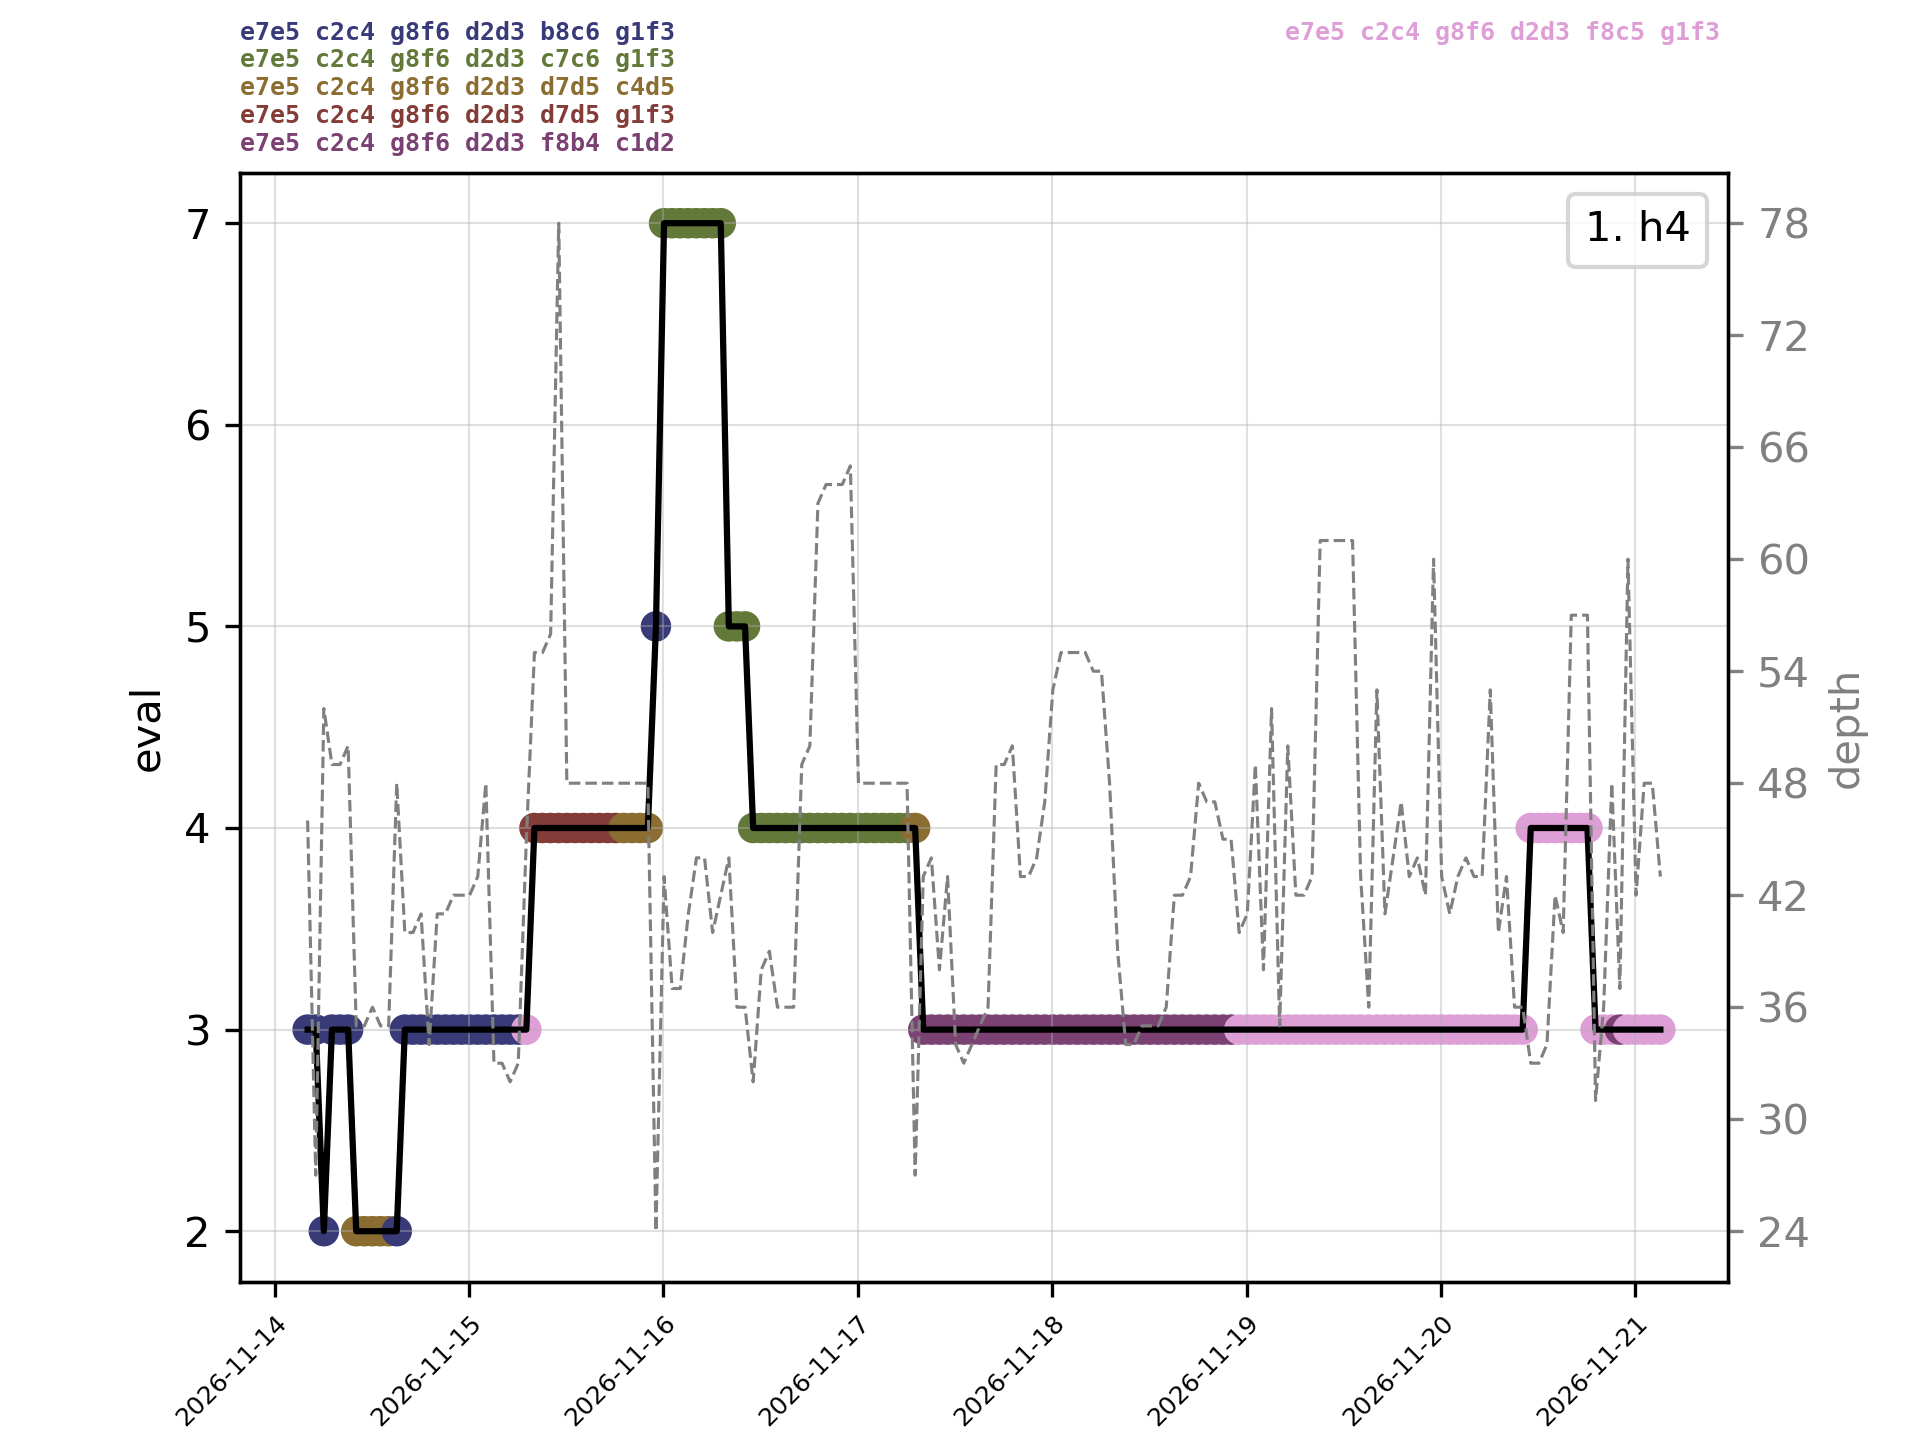 e7e5 c2c4 g8f6 d2d3 b8c6 g1f3
e7e5 c2c4 g8f6 d2d3 c7c6 g1f3
e7e5 c2c4 g8f6 d2d3 d7d5 c4d5
e7e5 c2c4 g8f6 d2d3 d7d5 g1f3
e7e5 c2c4 g8f6 d2d3 f8b4 c1d2
e7e5 c2c4 g8f6 d2d3 f8c5 g1f3
1. h4
7
6
5
4
3
2
eval
78
72
66
60
54
48
42
36
30
24
depth
2026-11-14
2026-11-15
2026-11-16
2026-11-17
2026-11-18
2026-11-19
2026-11-20
2026-11-21